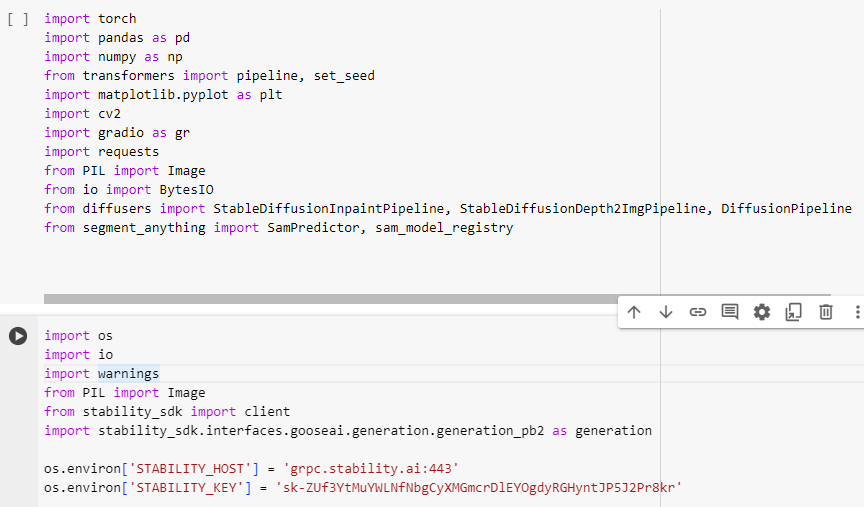 [ ] import torch
import pandas as pd
import numpy as np
from transformers import pipeline, set_seed
import matplotlib.pyplot as plt
import cv2
import gradio as gr
import requests
from PIL import Image
from io import BytesIO
from diffusers import StableDiffusionInpaintPipeline, StableDiffusionDepth2ImgPipeline, DiffusionPipeline
from segment_anything import SamPredictor, sam_model_registry
import os
import io
import warnings
from PIL import Image
from stability_sdk import client
import stability_sdk.interfaces.gooseai.generation.generation_pb2 as generation
os.environ['STABILITY_HOST'] = 'grpc.stability.ai:443'
os.environ['STABILITY_KEY'] = 'sk-ZUf3YtMuYWLNfNbgCyXMGmcrDlEYOgdyRGHyntJP5J2Pr8kr'